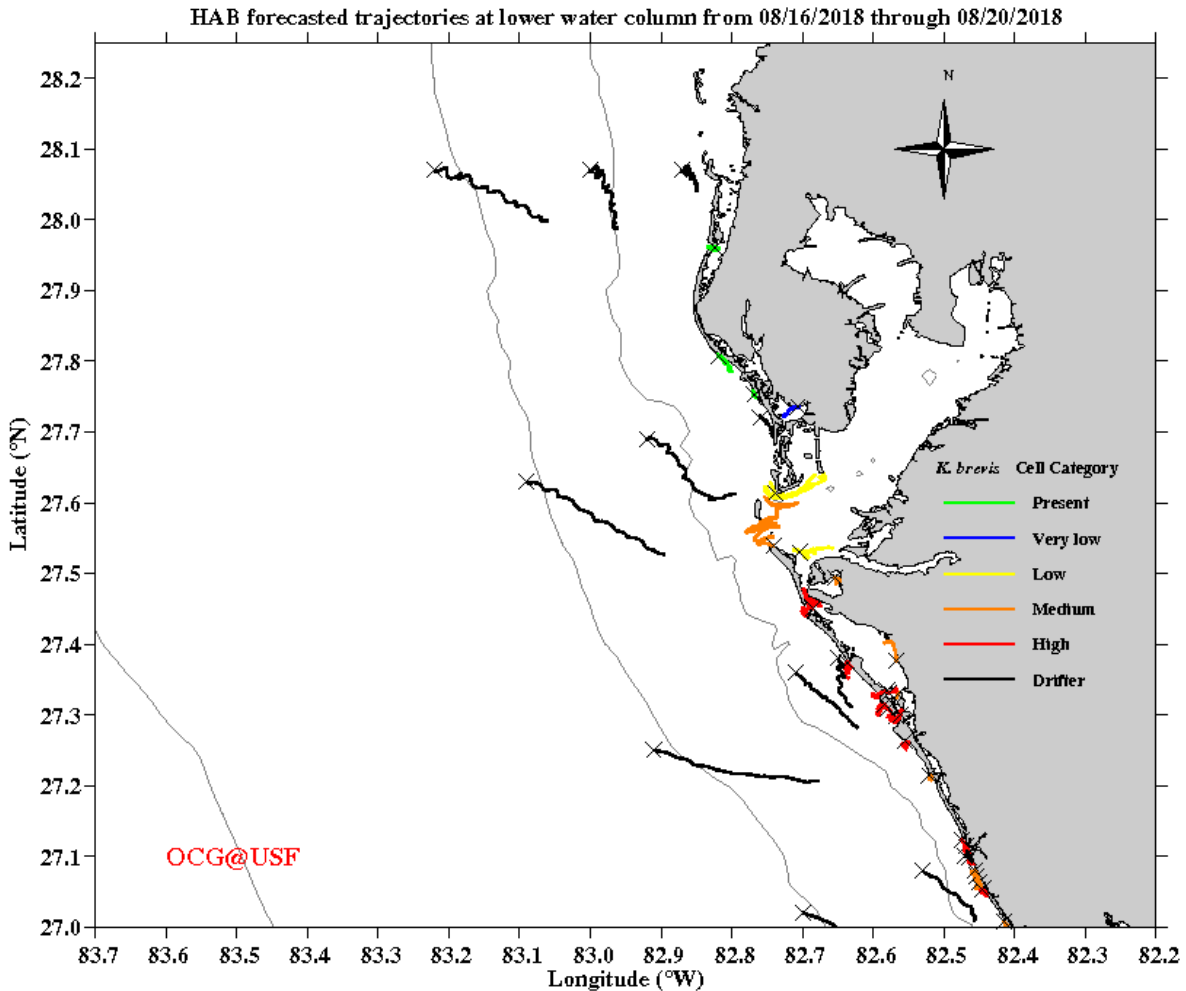 HAB forecasted trajectories at lower water column from 08/16/2018 through 08/20/2018
N
28.2
28.1
28.0
27.9
27.8
27.7
27.6
27.5
27.4
27.3
27.2
27.1
27.0
Latitude (°N)
K. brevis Cell Category
Present
Very low
Low
Medium
High
Drifter
OCG@USF
83.7 83.6 83.5 83.4 83.3 83.2 83.1 83.0 82.9 82.8 82.7 82.6 82.5 82.4 82.3 82.2
Longitude (°W)